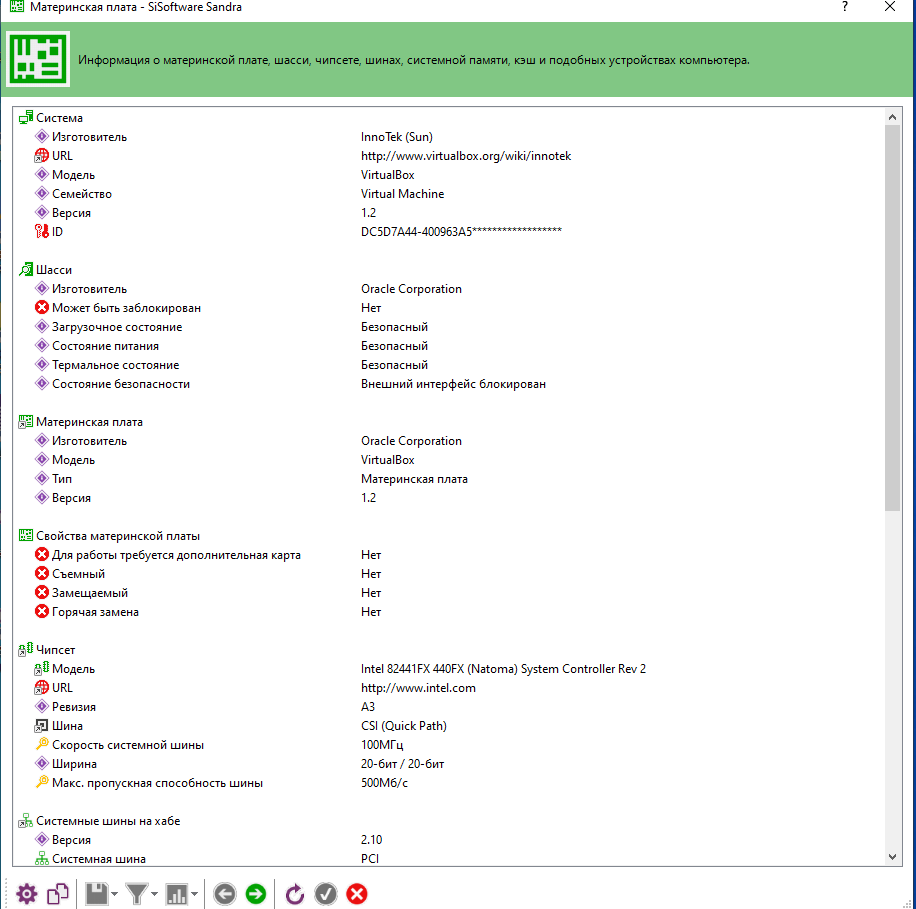 Материнская плата - SiSoftware Sandra
?
Информация о материнской плате, шасси, чипсете, шинах, системной памяти, кэш и подобных устройствах компьютера.
Система
Изготовитель InnoTek (Sun)
URL http://www.virtualbox.org/wiki/innotek
Модель VirtualBox
Семейство Virtual Machine
Версия 1.2
ID DC5D7A44-400963A5******************
Шасси
Изготовитель Oracle Corporation
Может быть заблокирован Нет
Загрузочное состояние Безопасный
Состояние питания Безопасный
Термальное состояние Безопасный
Состояние безопасности Внешний интерфейс блокирован
Материнская плата
Изготовитель Oracle Corporation
Модель VirtualBox
Тип Материнская плата
Версия 1.2
Свойства материнской платы
Для работы требуется дополнительная карта Нет
Съемный Нет
Замещаемый Нет
Горячая замена Нет
Чипсет
Модель Intel 82441FX 440FX (Natoma) System Controller Rev 2
URL http://www.intel.com
Ревизия A3
Шина CSI (Quick Path)
Скорость системной шины 100МГц
Ширина 20-бит / 20-бит
Макс. пропускная способность шины 500Мб/с
Системные шины на хабе
Версия 2.10
Системная шина PCI